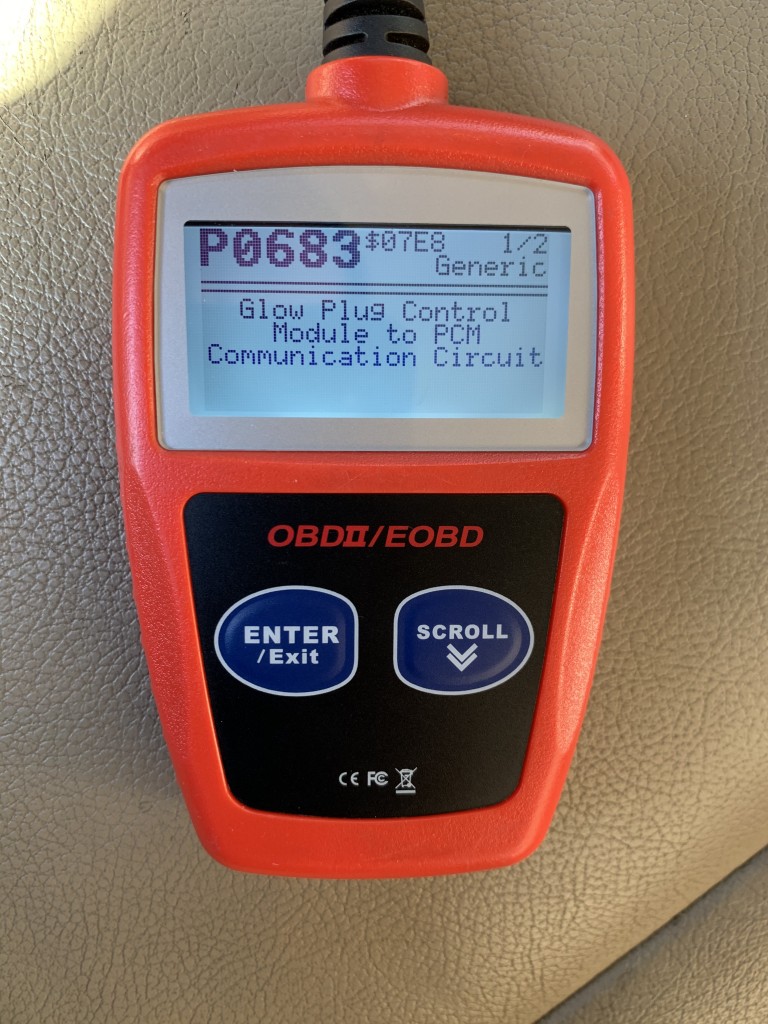 P0683 $07E8 1/2
Generic
Glow Plug Control
Module to PCM
Communication Circuit
OBDII/EOBD
ENTER
/Exit
SCROLL
CE FC